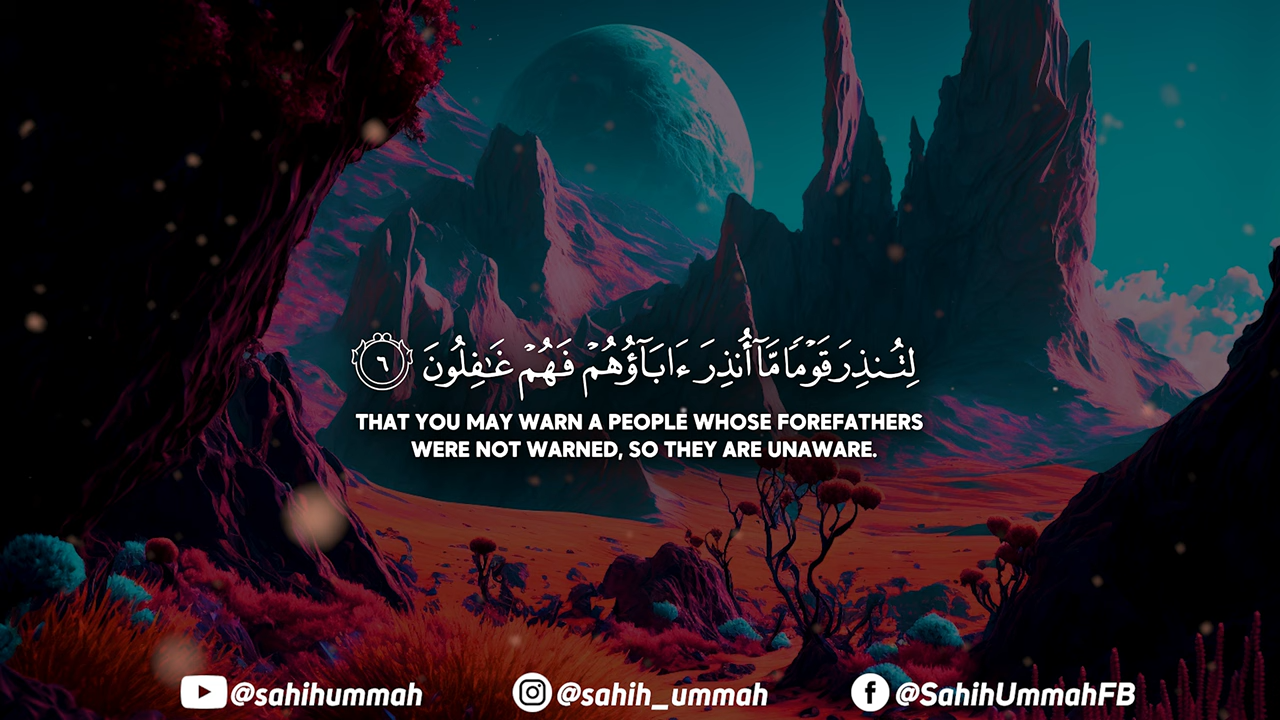 لِتُنذِرَ قَوْمًا مَّآ أُنذِرَ ءَابَآؤُهُمْ فَهُمْ غَـٰفِلُونَ ٦
THAT YOU MAY WARN A PEOPLE WHOSE FOREFATHERS
WERE NOT WARNED, SO THEY ARE UNAWARE.
@sahihummah @sahih_ummah @SahihUmmahFB